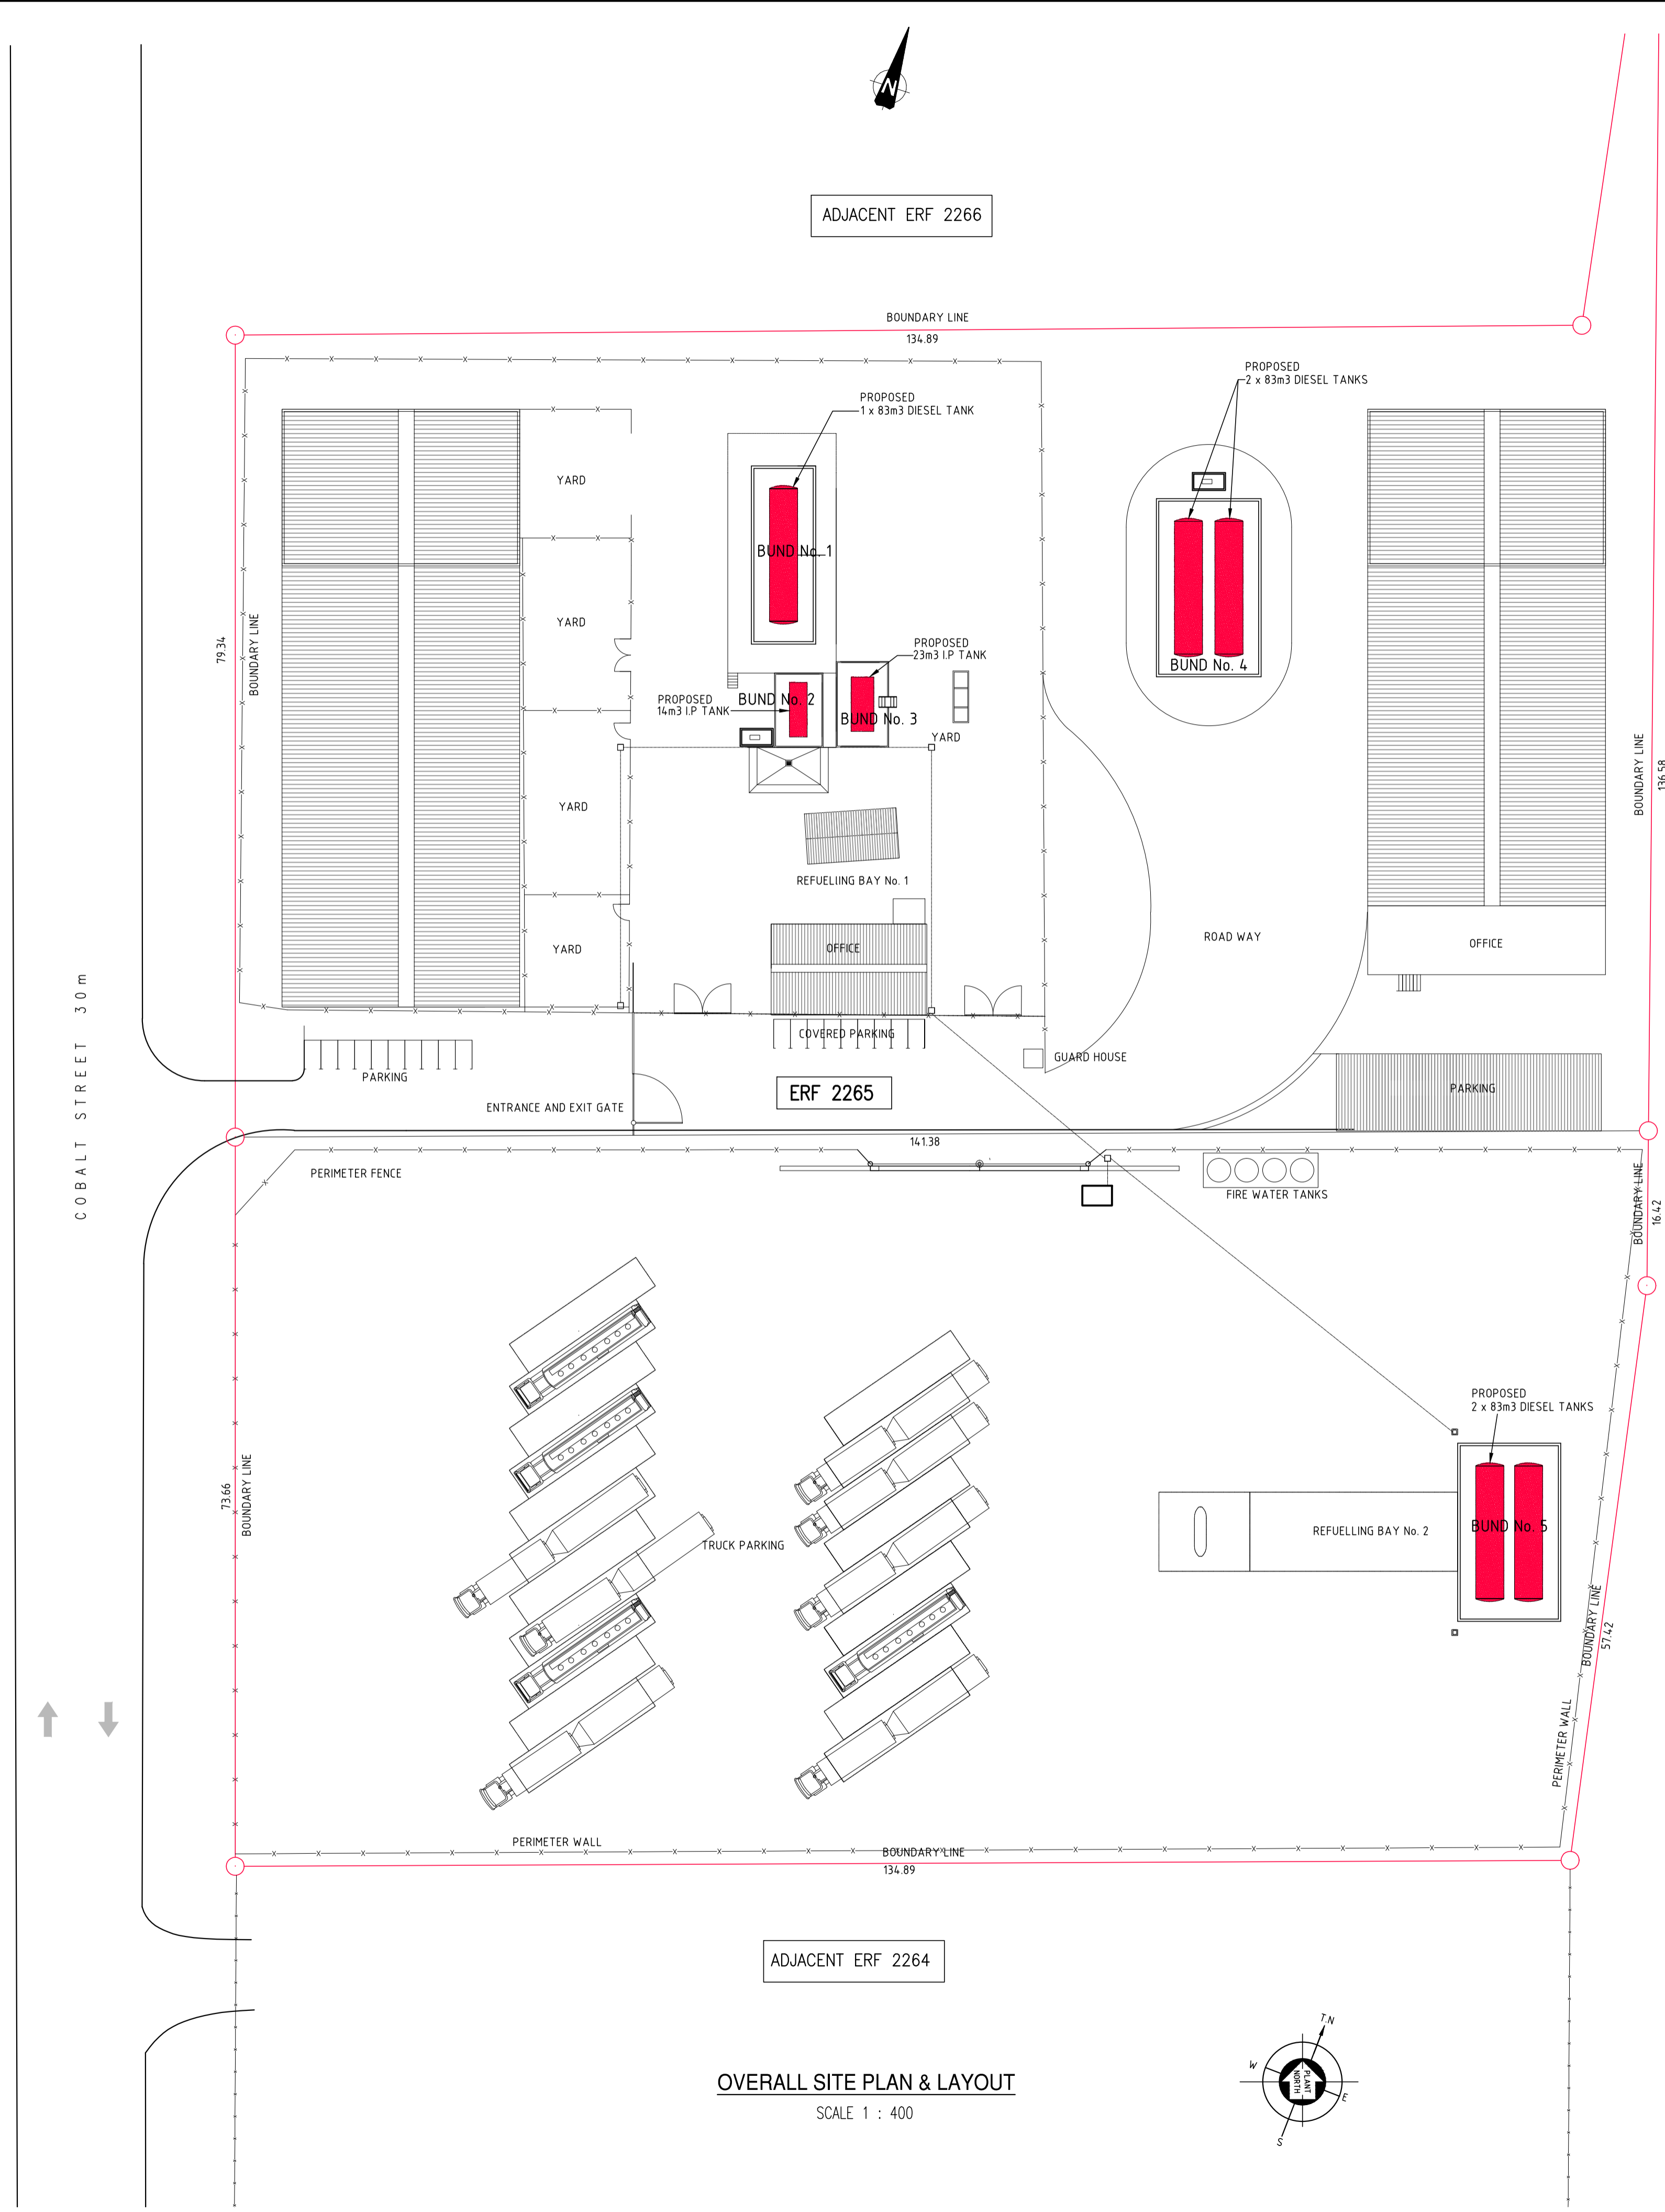 N
ADJACENT ERF 2266
BOUNDARY LINE
134.89
PROPOSED
1 x 83m3 DIESEL TANK
PROPOSED
2 x 83m3 DIESEL TANKS
YARD
BUND No. 1
YARD
79.34
BOUNDARY LINE
PROPOSED
23m3 I.P TANK
BUND No. 4
PROPOSED
14m3 I.P TANK
BUND No. 2
BUND No. 3
YARD
BOUNDARY LINE
136.58
YARD
REFUELIING BAY No. 1
ROAD WAY
OFFICE
YARD
OFFICE
COBALT STREET 30m
COVERED PARKING
GUARD HOUSE
PARKING
ERF 2265
PARKING
ENTRANCE AND EXIT GATE
141.38
PERIMETER FENCE
FIRE WATER TANKS
BOUNDARY LINE
16.42
PROPOSED
2 x 83m3 DIESEL TANKS
73.66
BOUNDARY LINE
TRUCK PARKING
REFUELLING BAY No. 2
BUND No. 5
BOUNDARY LINE
57.42
PERIMETER WALL
PERIMETER WALL
BOUNDARY LINE
134.89
ADJACENT ERF 2264
OVERALL SITE PLAN & LAYOUT
SCALE 1 : 400
T.N
W
PLANT
NORTH
E
S